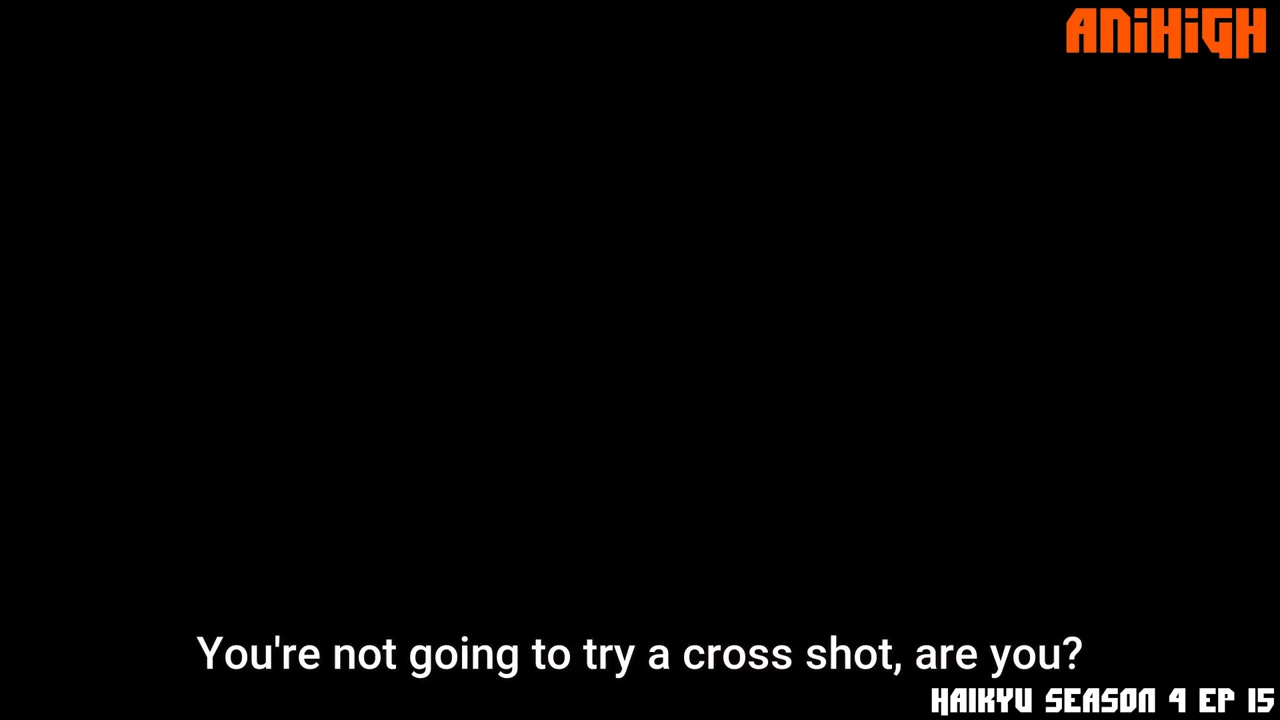 ANiHiGH
You're not going to try a cross shot, are you?
HAIKYU SEASON 4 EP 15